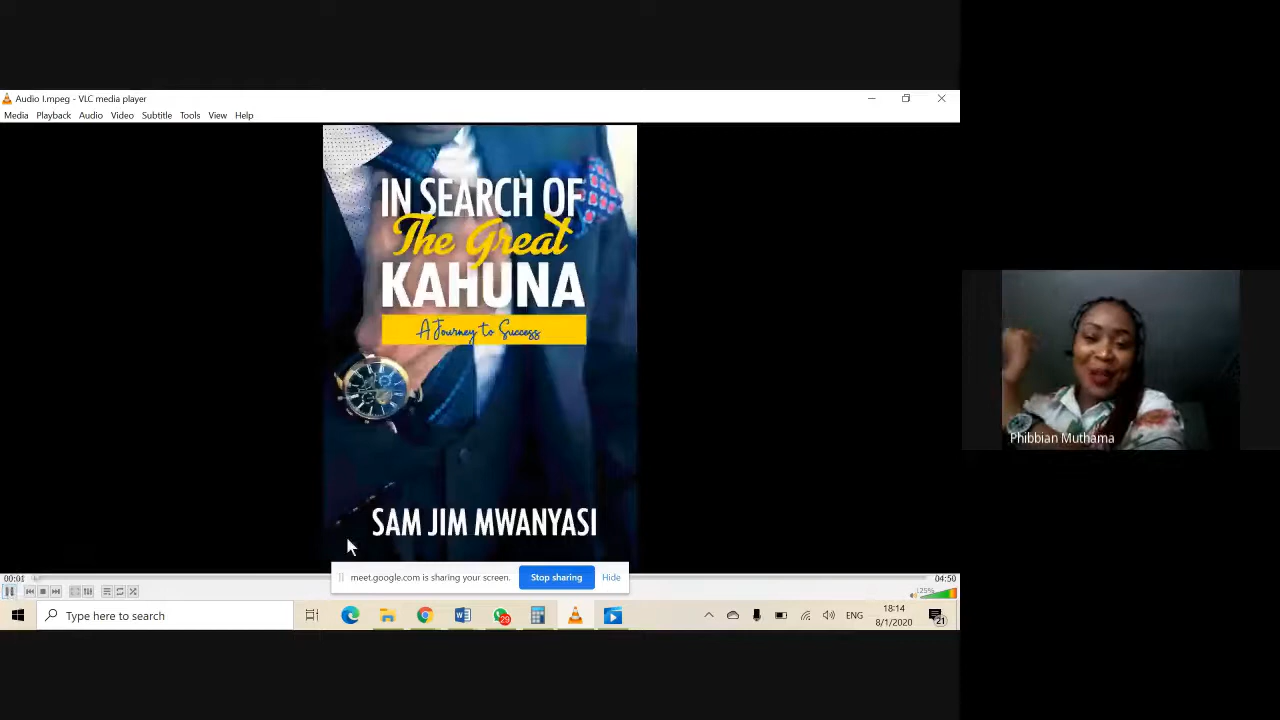 Audio I.mpeg - VLC media player
Media Playback Audio Video Subtitle Tools View Help
IN SEARCH OF
The Great
KAHUNA
A Journey to Success
SAM JIM MWANYASI
Phibbian Muthama
meet.google.com is sharing your screen. Stop sharing Hide
00:01
04:50
125%
Type here to search
29
ENG
18:14
8/1/2020
21